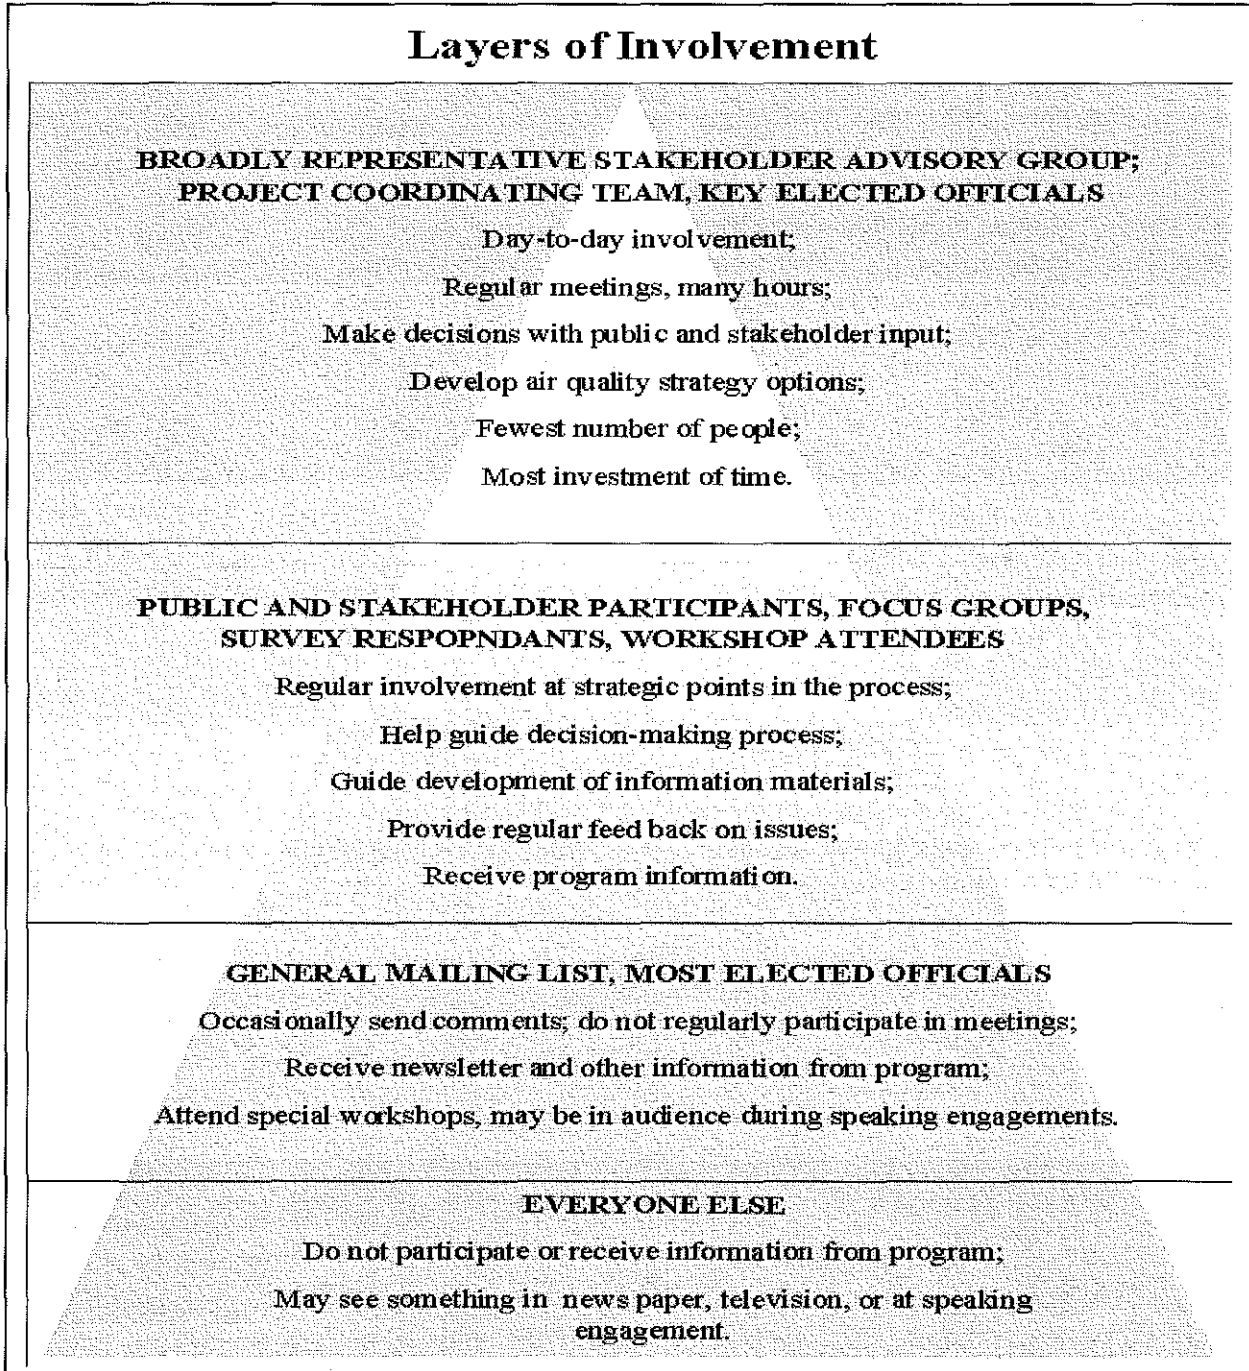 Layers of Involvement
BROADLY REPRESENTATIVE STAKEHOLDER ADVISORY GROUP;
PROJECT COORDINATING TEAM, KEY ELECTED OFFICIALS
Day-to-day involvement;
Regular meetings, many hours;
Make decisions with public and stakeholder input;
Develop air quality strategy options;
Fewest number of people;
Most investment of time.
PUBLIC AND STAKEHOLDER PARTICIPANTS, FOCUS GROUPS,
SURVEY RESPOPNDANTS, WORKSHOP ATTENDEES
Regular involvement at strategic points in the process;
Help guide decision-making process;
Guide development of information materials;
Provide regular feed back on issues;
Receive program information.
GENERAL MAILING LIST, MOST ELECTED OFFICIALS
Occasionally send comments; do not regularly participate in meetings;
Receive newsletter and other information from program;
Attend special workshops, may be in audience during speaking engagements.
EVERYONE ELSE
Do not participate or receive information from program;
May see something in news paper, television, or at speaking
engagement.